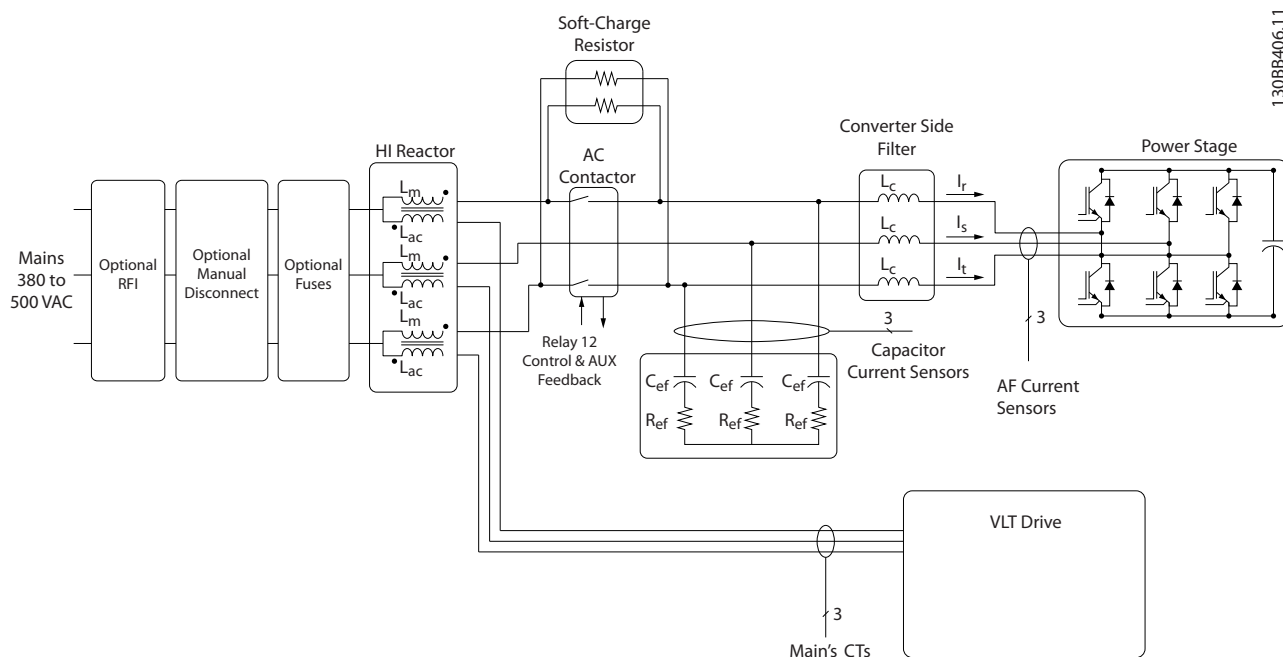 130BB406.11
Soft-Charge
Resistor
HI Reactor
AC
Contactor
Converter Side
Filter
Power Stage
Mains
380 to
500 VAC
Optional
RFI
Optional
Manual
Disconnect
Optional
Fuses
Lm
Lac
Lm
Lac
Lm
Lac
Lc
Ir
Lc
Is
Lc
It
Relay 12
Control & AUX
Feedback
3
Capacitor
Current Sensors
3
AF Current
Sensors
Cef
Cef
Cef
Ref
Ref
Ref
VLT Drive
3
Main's CTs